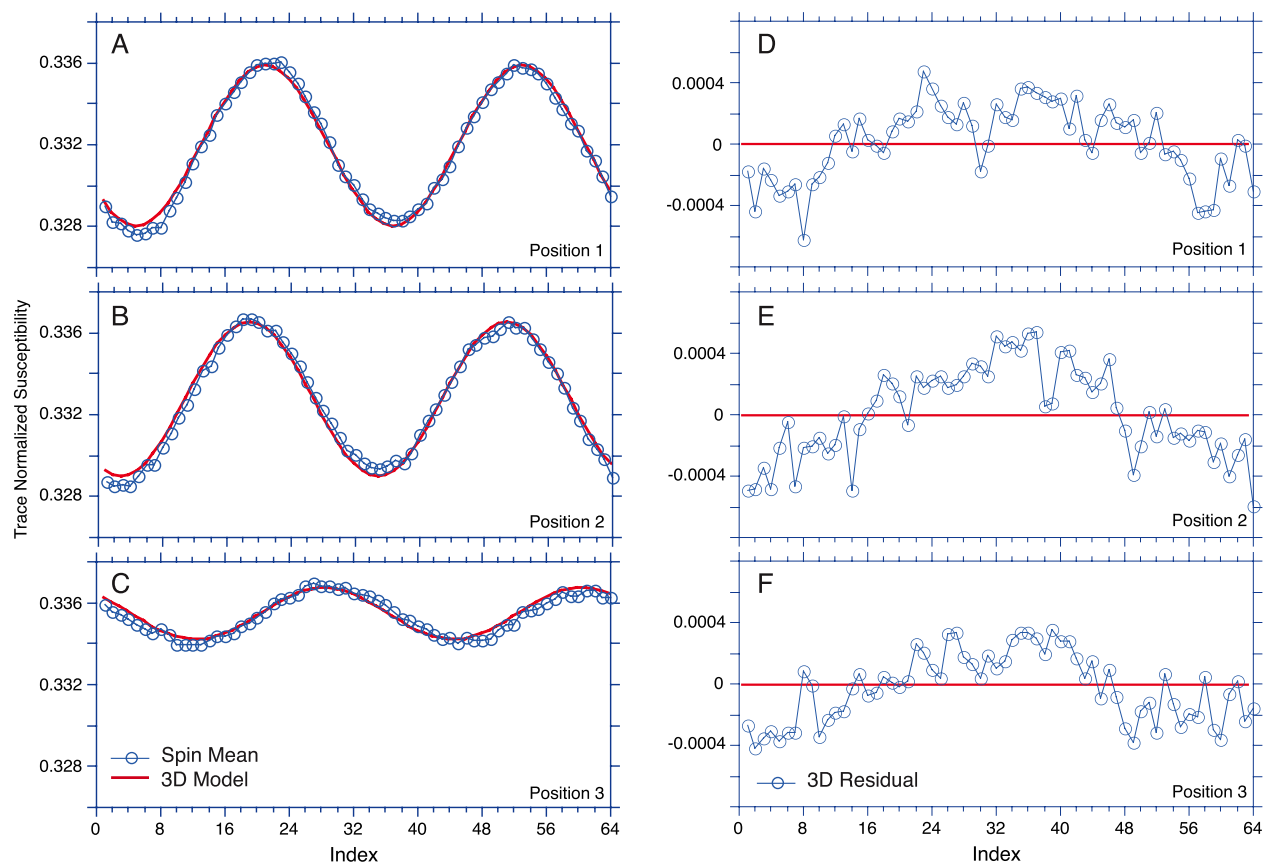 A
0.336
0.332
0.328
Position 1
B
0.336
0.332
0.328
Position 2
Trace Normalized Susceptibility
C
0.336
0.332
0.328
Spin Mean
3D Model
Position 3
0 8 16 24 32 40 48 56 64
Index
D
0.0004
0
-0.0004
Position 1
E
0.0004
0
-0.0004
Position 2
F
0.0004
0
-0.0004
3D Residual
Position 3
0 8 16 24 32 40 48 56 64
Index